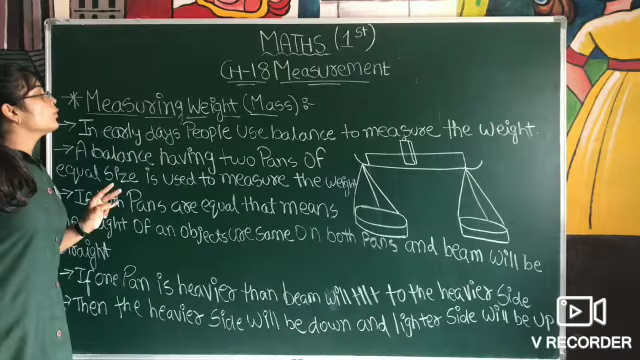 MATHS (1st)
CH-18 Measurement
* Measuring Weight (Mass):-
→ In early days People use balance to measure the weight.
→ A balance having two Pans of
equal size is used to measure the weight
→ If Pans are equal that means
of an objects are same on both Pans and beam will be
→ If one Pan is heavier than beam will tilt to the heavier side
→ Then the heavier side will be down and lighter side will be up
V RECORDER